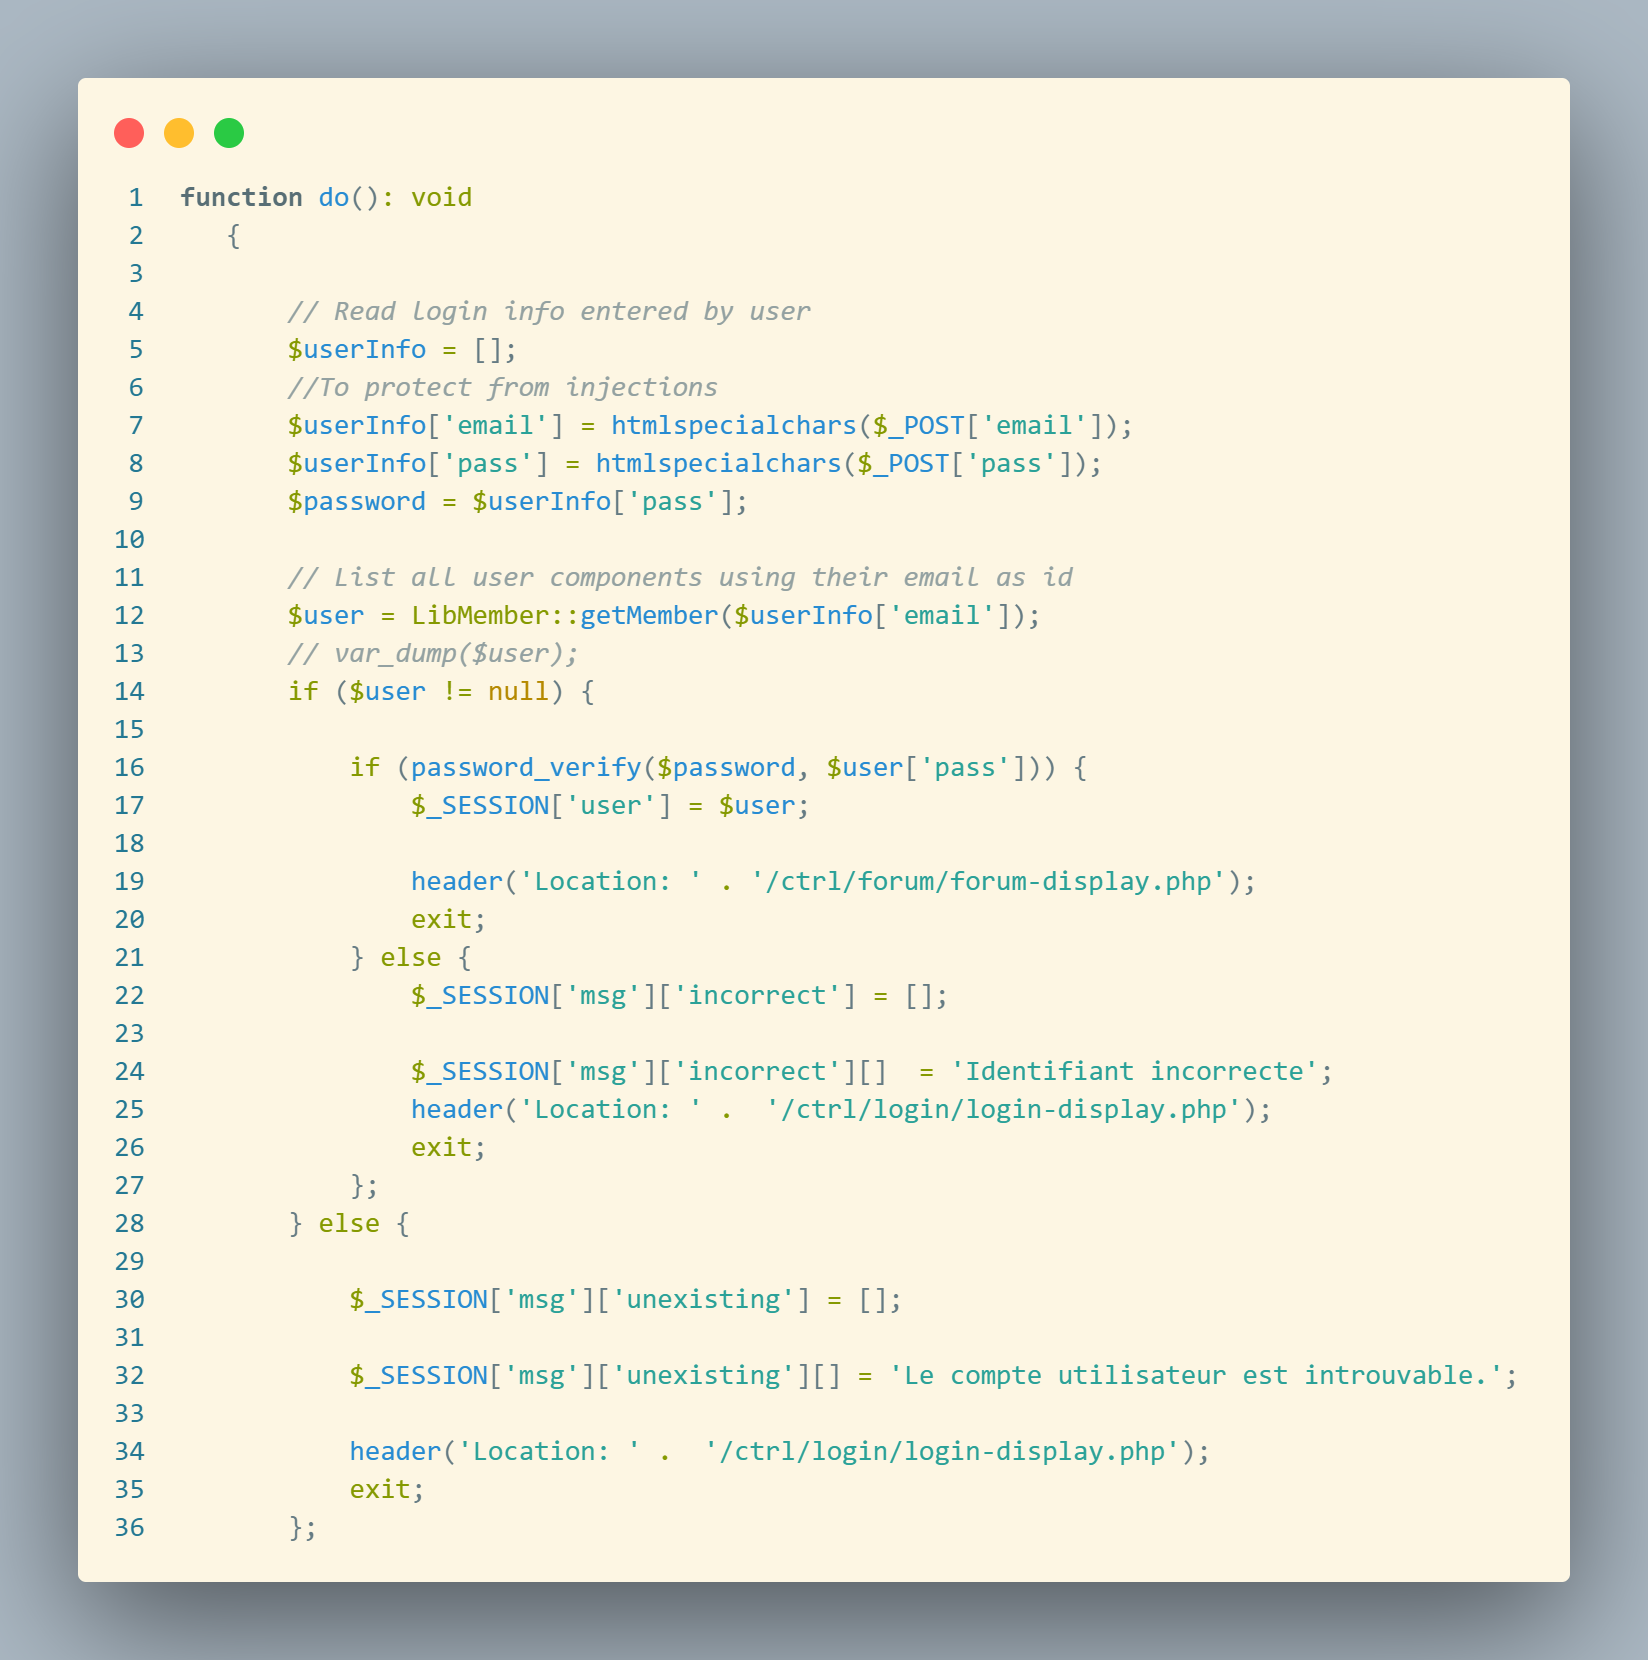 1 function do(): void
2 {
3
4 // Read login info entered by user
5 $userInfo = [];
6 //To protect from injections
7 $userInfo['email'] = htmlspecialchars($_POST['email']);
8 $userInfo['pass'] = htmlspecialchars($_POST['pass']);
9 $password = $userInfo['pass'];
10
11 // List all user components using their email as id
12 $user = LibMember::getMember($userInfo['email']);
13 // var_dump($user);
14 if ($user != null) {
15
16 if (password_verify($password, $user['pass'])) {
17 $_SESSION['user'] = $user;
18
19 header('Location: ' . '/ctrl/forum/forum-display.php');
20 exit;
21 } else {
22 $_SESSION['msg']['incorrect'] = [];
23
24 $_SESSION['msg']['incorrect'][]  = 'Identifiant incorrecte';
25 header('Location: ' .  '/ctrl/login/login-display.php');
26 exit;
27 };
28 } else {
29
30 $_SESSION['msg']['unexisting'] = [];
31
32 $_SESSION['msg']['unexisting'][] = 'Le compte utilisateur est introuvable.';
33
34 header('Location: ' .  '/ctrl/login/login-display.php');
35 exit;
36 };